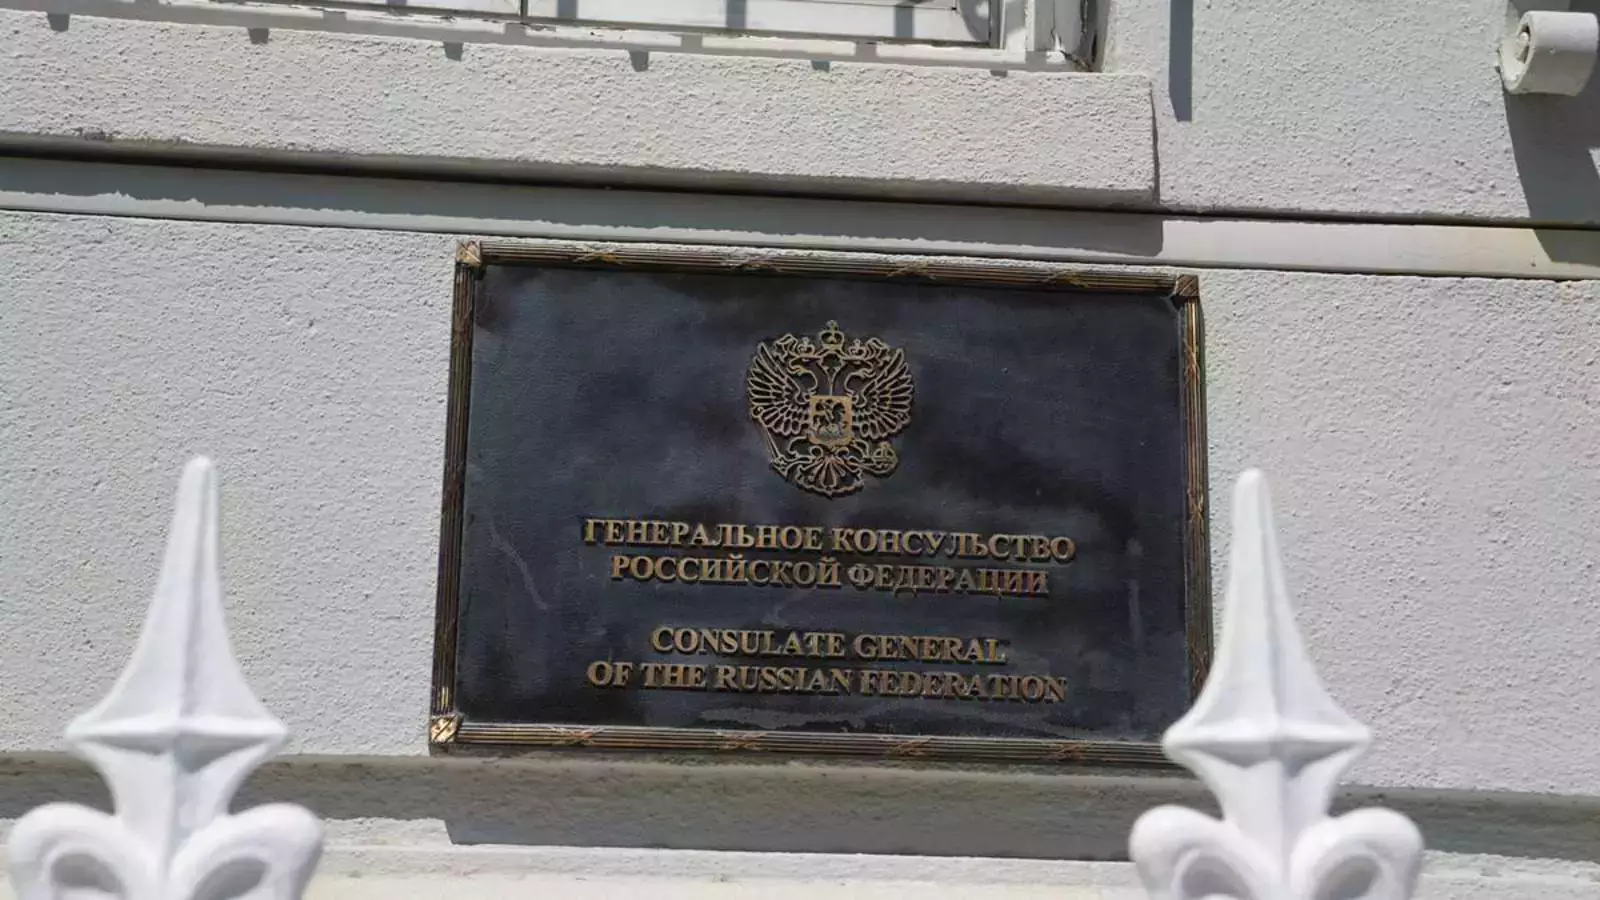 ГЕНЕРАЛЬНОЕ КОНСУЛЬСТВО
РОССИЙСКОЙ ФЕДЕРАЦИИ
CONSULATE GENERAL
OF THE RUSSIAN FEDERATION